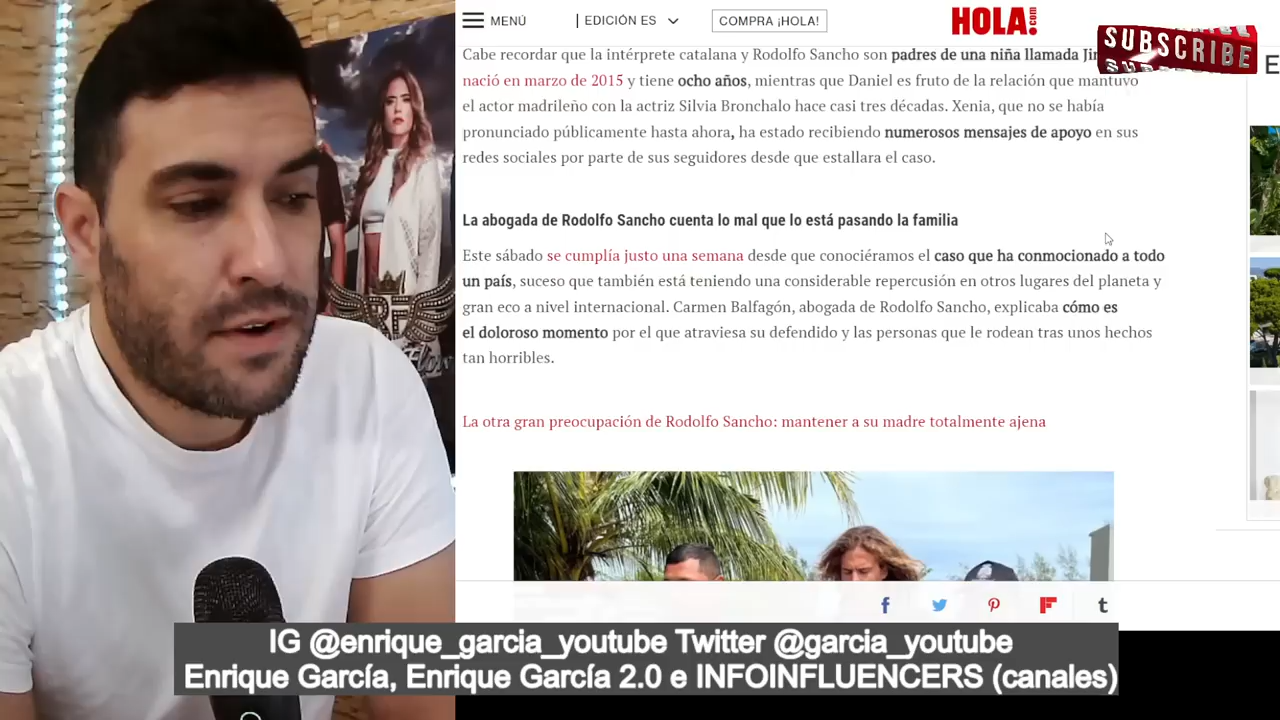 MENÚ
EDICIÓN ES
COMPRA ¡HOLA!
HOLA!.com
SUBSCRIBE
Cabe recordar que la intérprete catalana y Rodolfo Sancho son padres de una niña llamada
nació en marzo de 2015 y tiene ocho años, mientras que Daniel es fruto de la relación que mantuvo
el actor madrileño con la actriz Silvia Bronchalo hace casi tres décadas. Xenia, que no se había
pronunciado públicamente hasta ahora, ha estado recibiendo numerosos mensajes de apoyo en sus
redes sociales por parte de sus seguidores desde que estallara el caso.
La abogada de Rodolfo Sancho cuenta lo mal que lo está pasando la familia
Este sábado se cumplía justo una semana desde que conociéramos el caso que ha conmocionado a todo
un país, suceso que también está teniendo una considerable repercusión en otros lugares del planeta y
gran eco a nivel internacional. Carmen Balfagón, abogada de Rodolfo Sancho, explicaba cómo es
el doloroso momento por el que atraviesa su defendido y las personas que le rodean tras unos hechos
tan horribles.
La otra gran preocupación de Rodolfo Sancho: mantener a su madre totalmente ajena
IG @enrique_garcia_youtube Twitter @garcia_youtube
Enrique García, Enrique García 2.0 e INFOINFLUENCERS (canales)